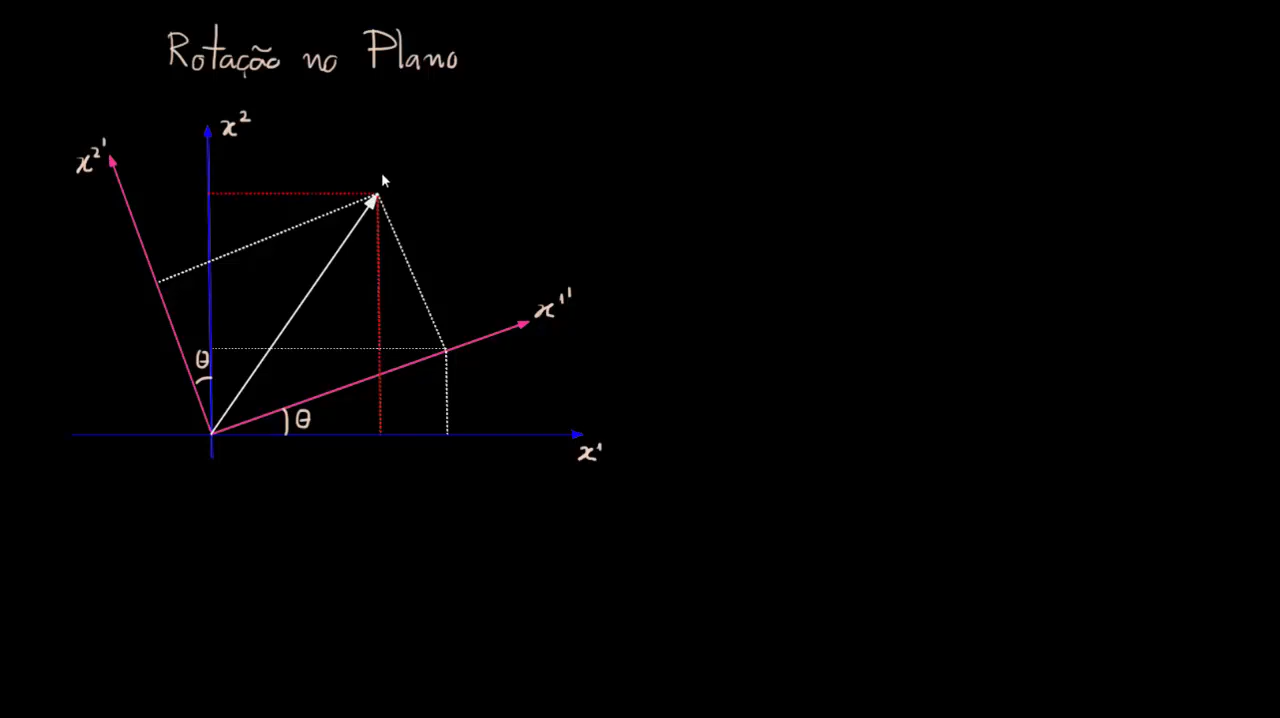 Rotação no Plano
x²
x²'
x¹'
θ
θ
x¹